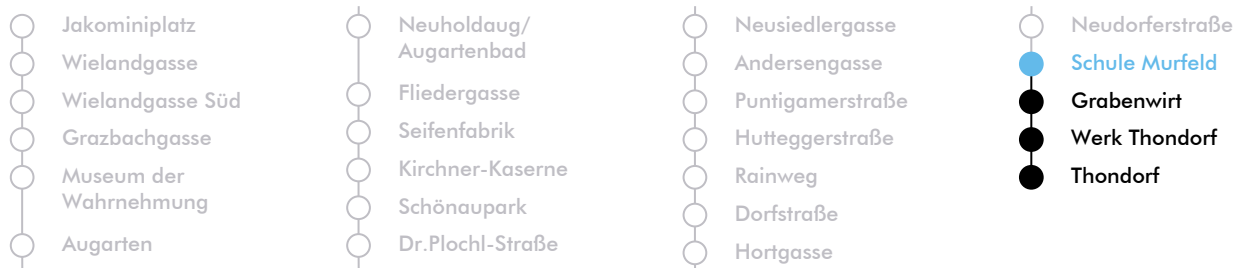 Jakominiplatz
Wielandgasse
Wielandgasse Süd
Grazbachgasse
Museum der
Wahrnehmung
Augarten
Neuholdaug/
Augartenbad
Fliedergasse
Seifenfabrik
Kirchner-Kaserne
Schönaupark
Dr.Plochl-Straße
Neusiedlergasse
Andersengasse
Puntigamerstraße
Hutteggerstraße
Rainweg
Dorfstraße
Hortgasse
Neudorferstraße
Schule Murfeld
Grabenwirt
Werk Thondorf
Thondorf